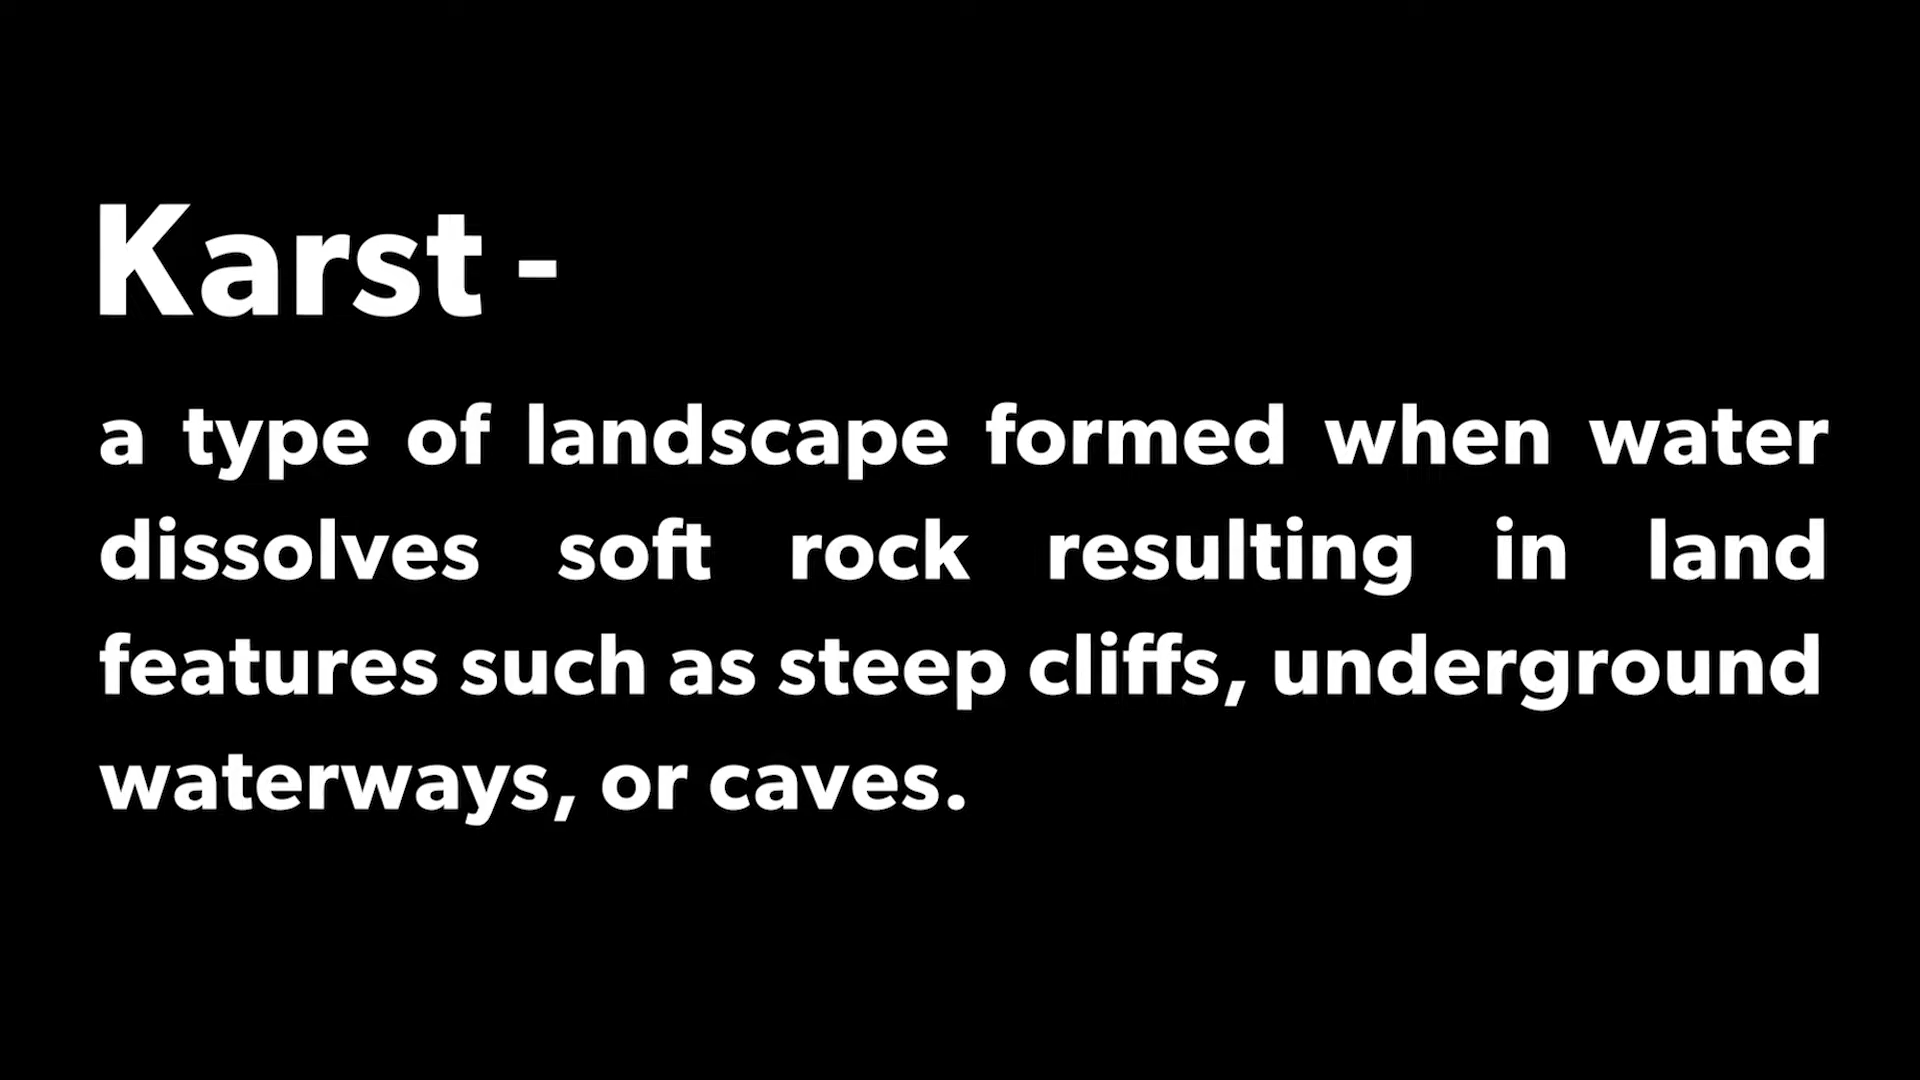 Karst -
a type of landscape formed when water
dissolves soft rock resulting in land
features such as steep cliffs, underground
waterways, or caves.